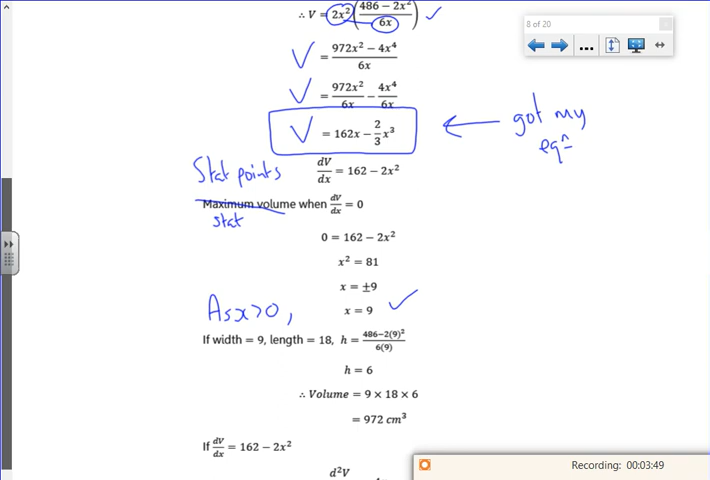 ∴ V = 2x² ( 486 − 2x² / 6x ) ✓
V = 972x² − 4x⁴ / 6x
V = 972x² / 6x − 4x⁴ / 6x
V = 162x − 2/3 x³
got my
eqⁿ
Stat points
dV/dx = 162 − 2x²
Maximum volume when dV/dx = 0
stat
0 = 162 − 2x²
x² = 81
x = ±9
As x > 0,
x = 9 ✓
If width = 9, length = 18, h = 486−2(9)² / 6(9)
h = 6
∴ Volume = 9 × 18 × 6
= 972 cm³
If dV/dx = 162 − 2x²
d²V
8 of 20
...
Recording: 00:03:49